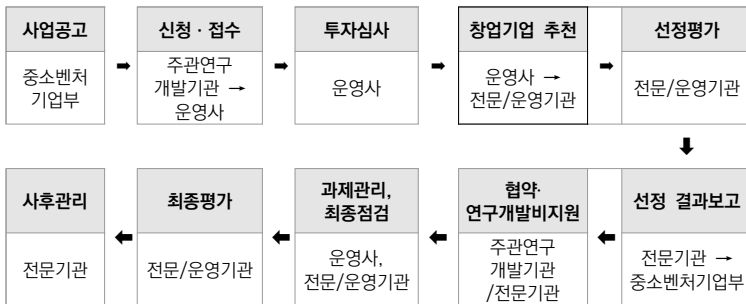 사업공고
중소벤처
기업부
➡
신청·접수
주관연구
개발기관 →
운영사
➡
투자심사
운영사
➡
창업기업 추천
운영사 →
전문/운영기관
➡
선정평가
전문/운영기관
⬇
사후관리
전문기관
⬅
최종평가
전문/운영기관
⬅
과제관리,
최종점검
운영사,
전문/운영기관
⬅
협약·
연구개발비지원
주관연구
개발기관
/전문기관
⬅
선정 결과보고
전문기관 →
중소벤처기업부